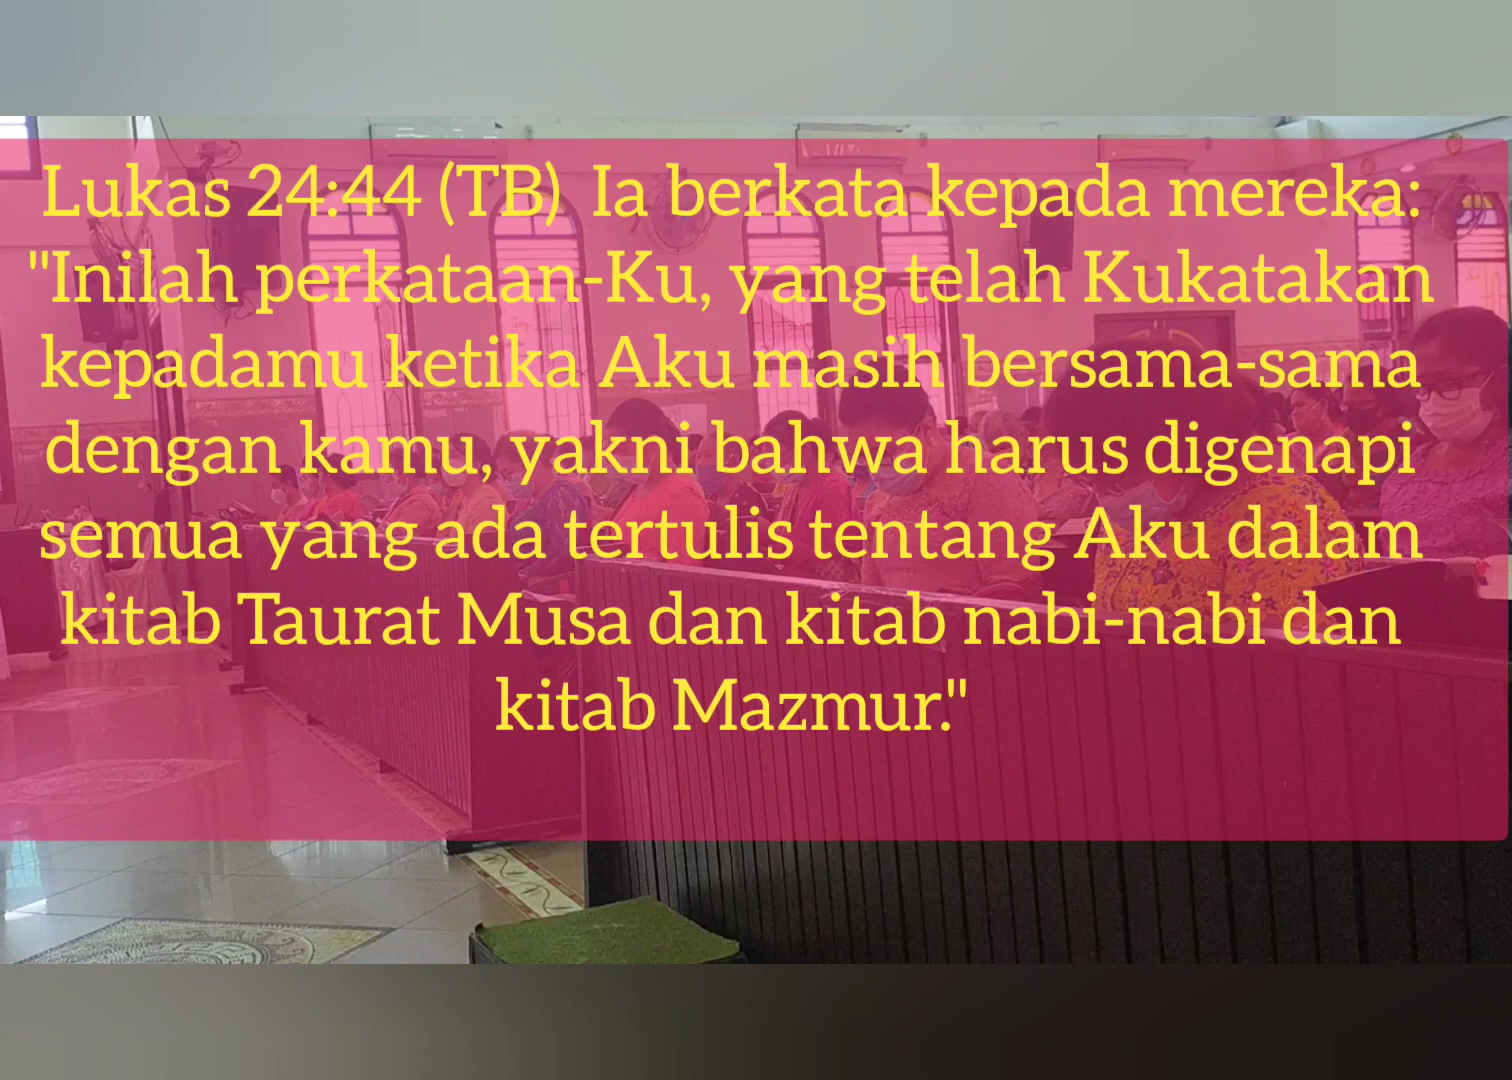 Lukas 24:44 (TB)  Ia berkata kepada mereka:
"Inilah perkataan-Ku, yang telah Kukatakan
kepadamu ketika Aku masih bersama-sama
dengan kamu, yakni bahwa harus digenapi
semua yang ada tertulis tentang Aku dalam
kitab Taurat Musa dan kitab nabi-nabi dan
kitab Mazmur."